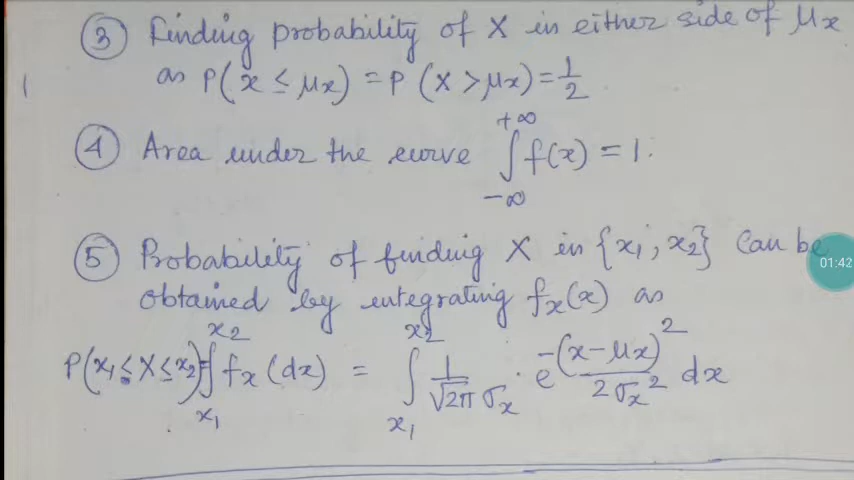 ③ Finding probability of X in either side of μx
as P(x ≤ μx) = P (X > μx) = 1/2
④ Area under the curve ∫_{-∞}^{+∞} f(x) = 1.
⑤ Probability of finding X in {x1, x2} can be
01:42
obtained by integrating fx(x) as
P(x1 ≤ X ≤ x2) = ∫_{x1}^{x2} fx (dx) = ∫_{x1}^{x2} 1/(√2π σx) · e^{-(x-μx)^2/(2σx^2)} dx